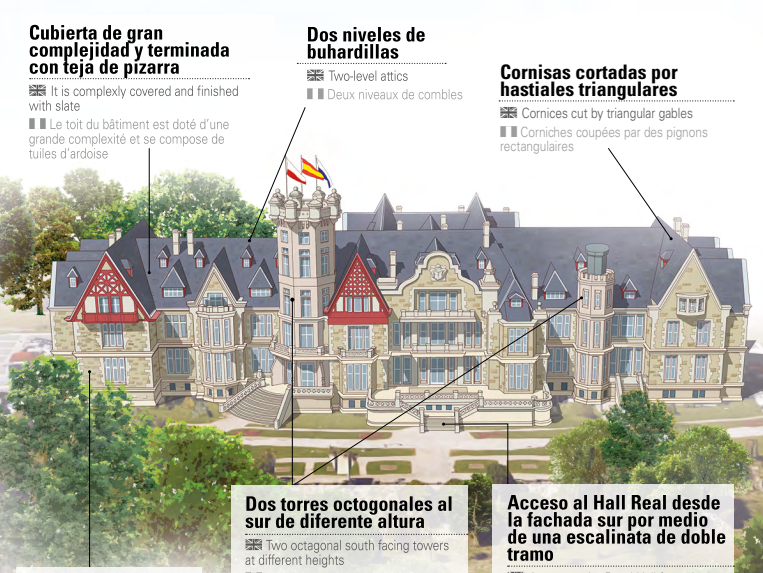 Cubierta de gran
complejidad y terminada
con teja de pizarra
It is complexly covered and finished
with slate
Le toit du bâtiment est doté d’une
grande complexité et se compose de
tuiles d’ardoise
Dos niveles de
buhardillas
Two-level attics
Deux niveaux de combles
Cornisas cortadas por
hastiales triangulares
Cornices cut by triangular gables
Corniches coupées par des pignons
rectangulaires
Dos torres octogonales al
sur de diferente altura
Two octagonal south facing towers
at different heights
Acceso al Hall Real desde
la fachada sur por medio
de una escalinata de doble
tramo